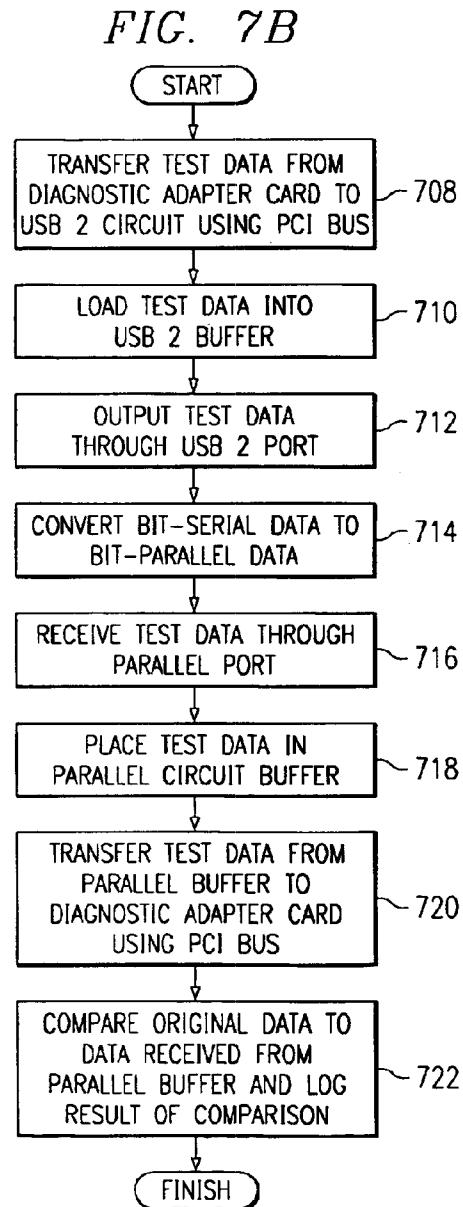 FIG. 7B
START
TRANSFER TEST DATA FROM
DIAGNOSTIC ADAPTER CARD TO
USB 2 CIRCUIT USING PCI BUS
708
LOAD TEST DATA INTO
USB 2 BUFFER
710
OUTPUT TEST DATA
THROUGH USB 2 PORT
712
CONVERT BIT-SERIAL DATA TO
BIT-PARALLEL DATA
714
RECEIVE TEST DATA THROUGH
PARALLEL PORT
716
PLACE TEST DATA IN
PARALLEL CIRCUIT BUFFER
718
TRANSFER TEST DATA FROM
PARALLEL BUFFER TO
DIAGNOSTIC ADAPTER CARD
USING PCI BUS
720
COMPARE ORIGINAL DATA TO
DATA RECEIVED FROM
PARALLEL BUFFER AND LOG
RESULT OF COMPARISON
722
FINISH